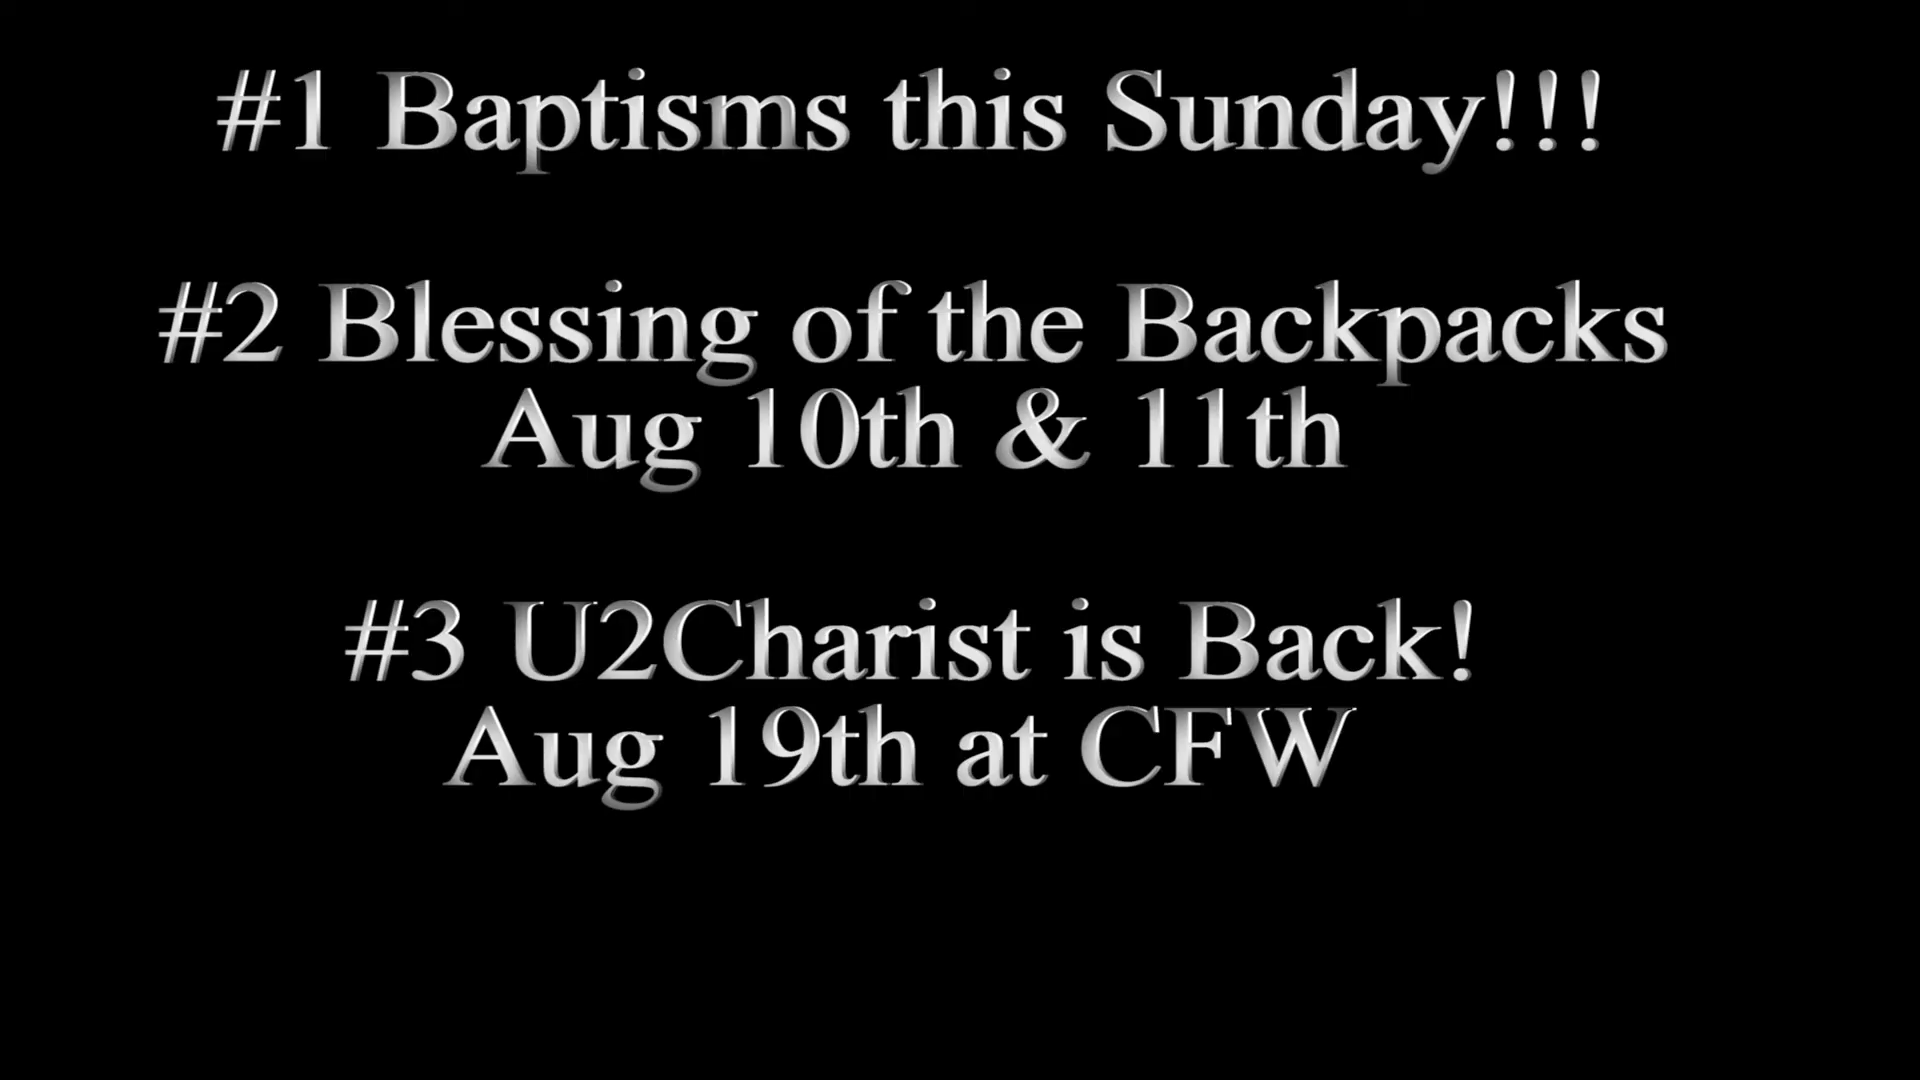 #1 Baptisms this Sunday!!!
#2 Blessing of the Backpacks
Aug 10th & 11th
#3 U2Charist is Back!
Aug 19th at CFW